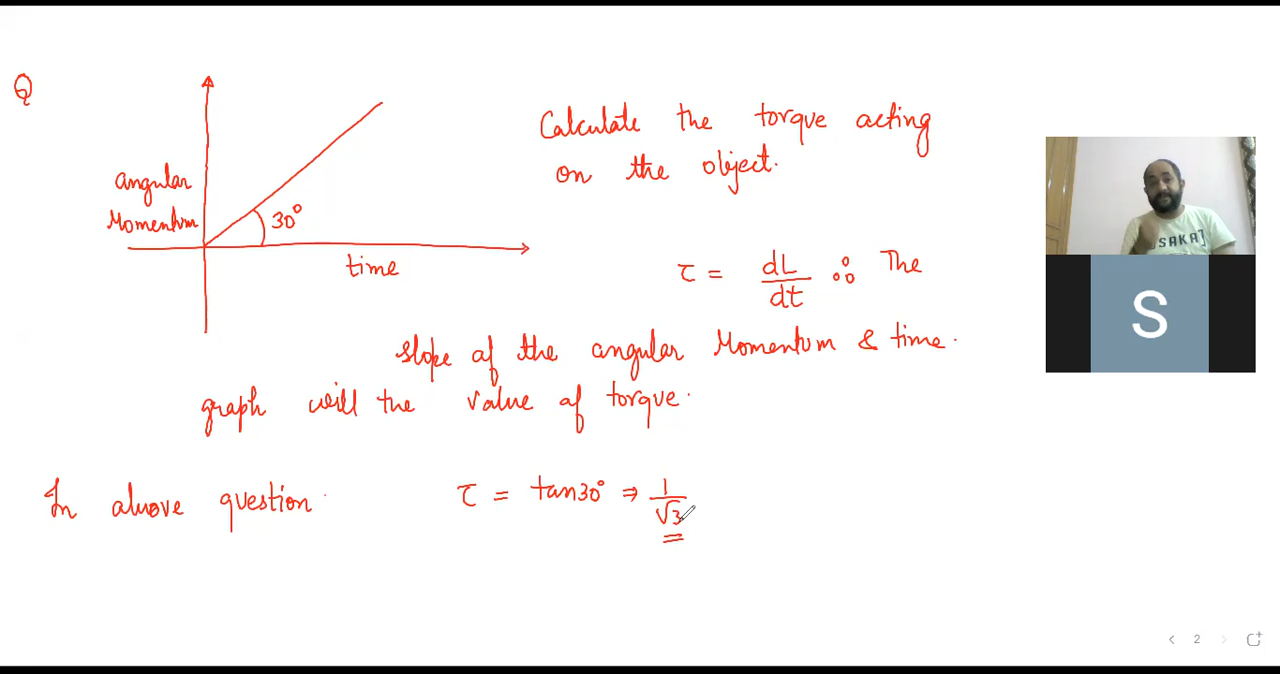 Q
Calculate the torque acting
on the object.
angular
Momentum
30°
time
τ = dL/dt ∴ The
slope of the angular Momentum & time.
graph will the value of torque.
In above question.
τ = tan30° ⇒ 1/√3
SAKA
S
2